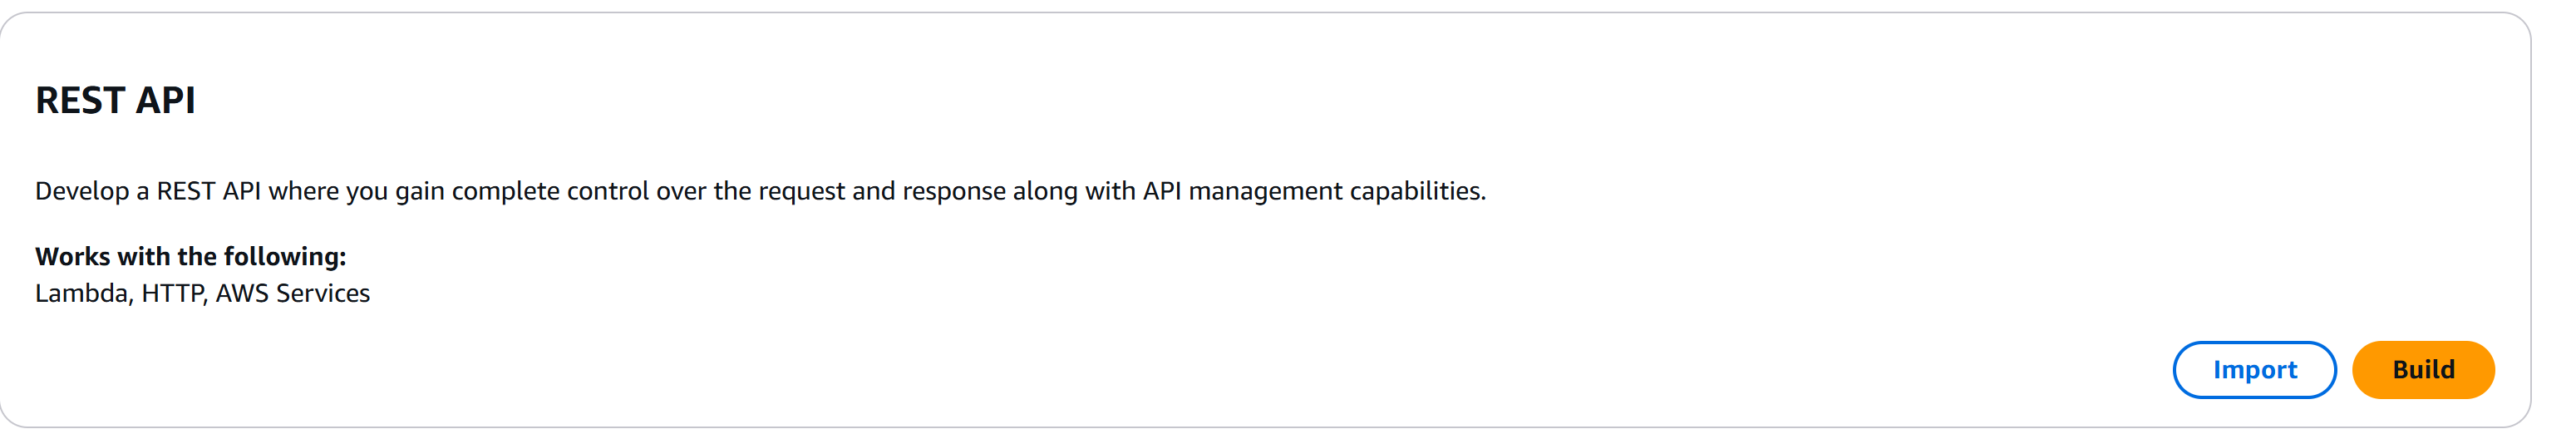 REST API
Develop a REST API where you gain complete control over the request and response along with API management capabilities.
Works with the following:
Lambda, HTTP, AWS Services
Import
Build